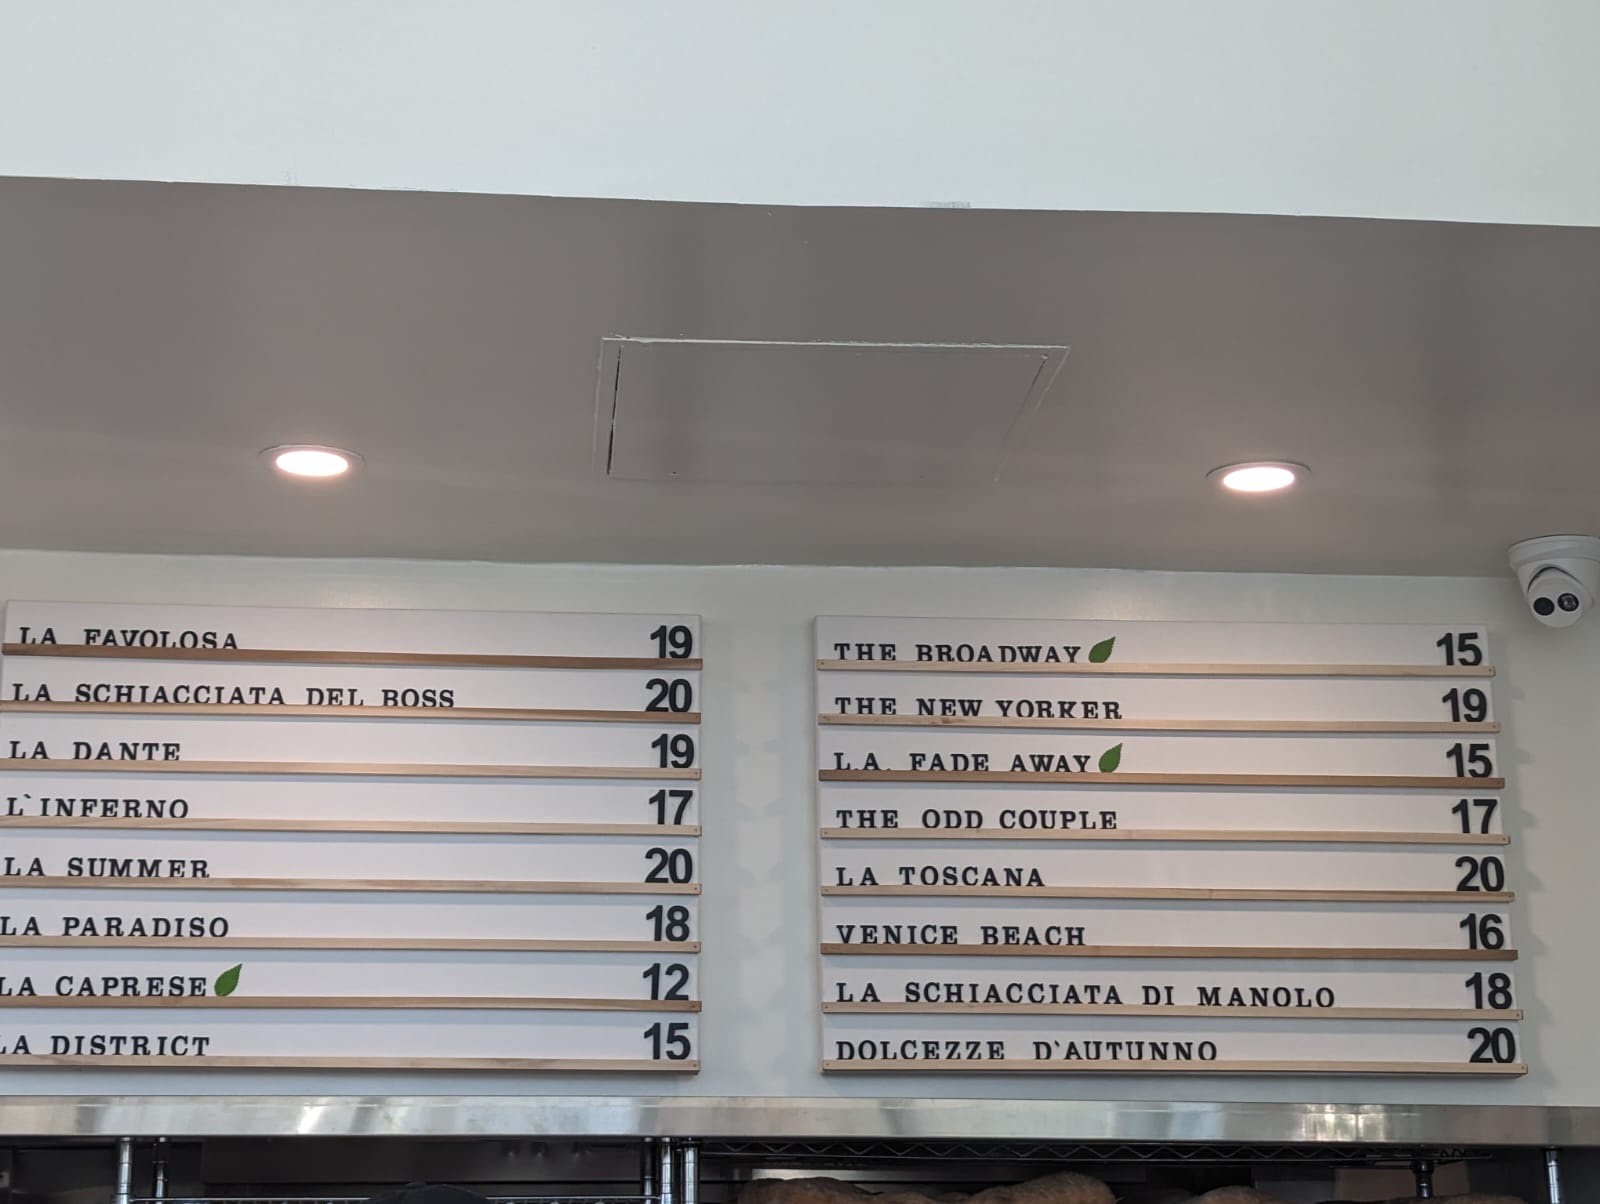 LA FAVOLOSA 19
LA SCHIACCIATA DEL BOSS 20
LA DANTE 19
L`INFERNO 17
LA SUMMER 20
LA PARADISO 18
LA CAPRESE 12
LA DISTRICT 15
THE BROADWAY 15
THE NEW YORKER 19
L.A. FADE AWAY 15
THE ODD COUPLE 17
LA TOSCANA 20
VENICE BEACH 16
LA SCHIACCIATA DI MANOLO 18
DOLCEZZE D`AUTUNNO 20